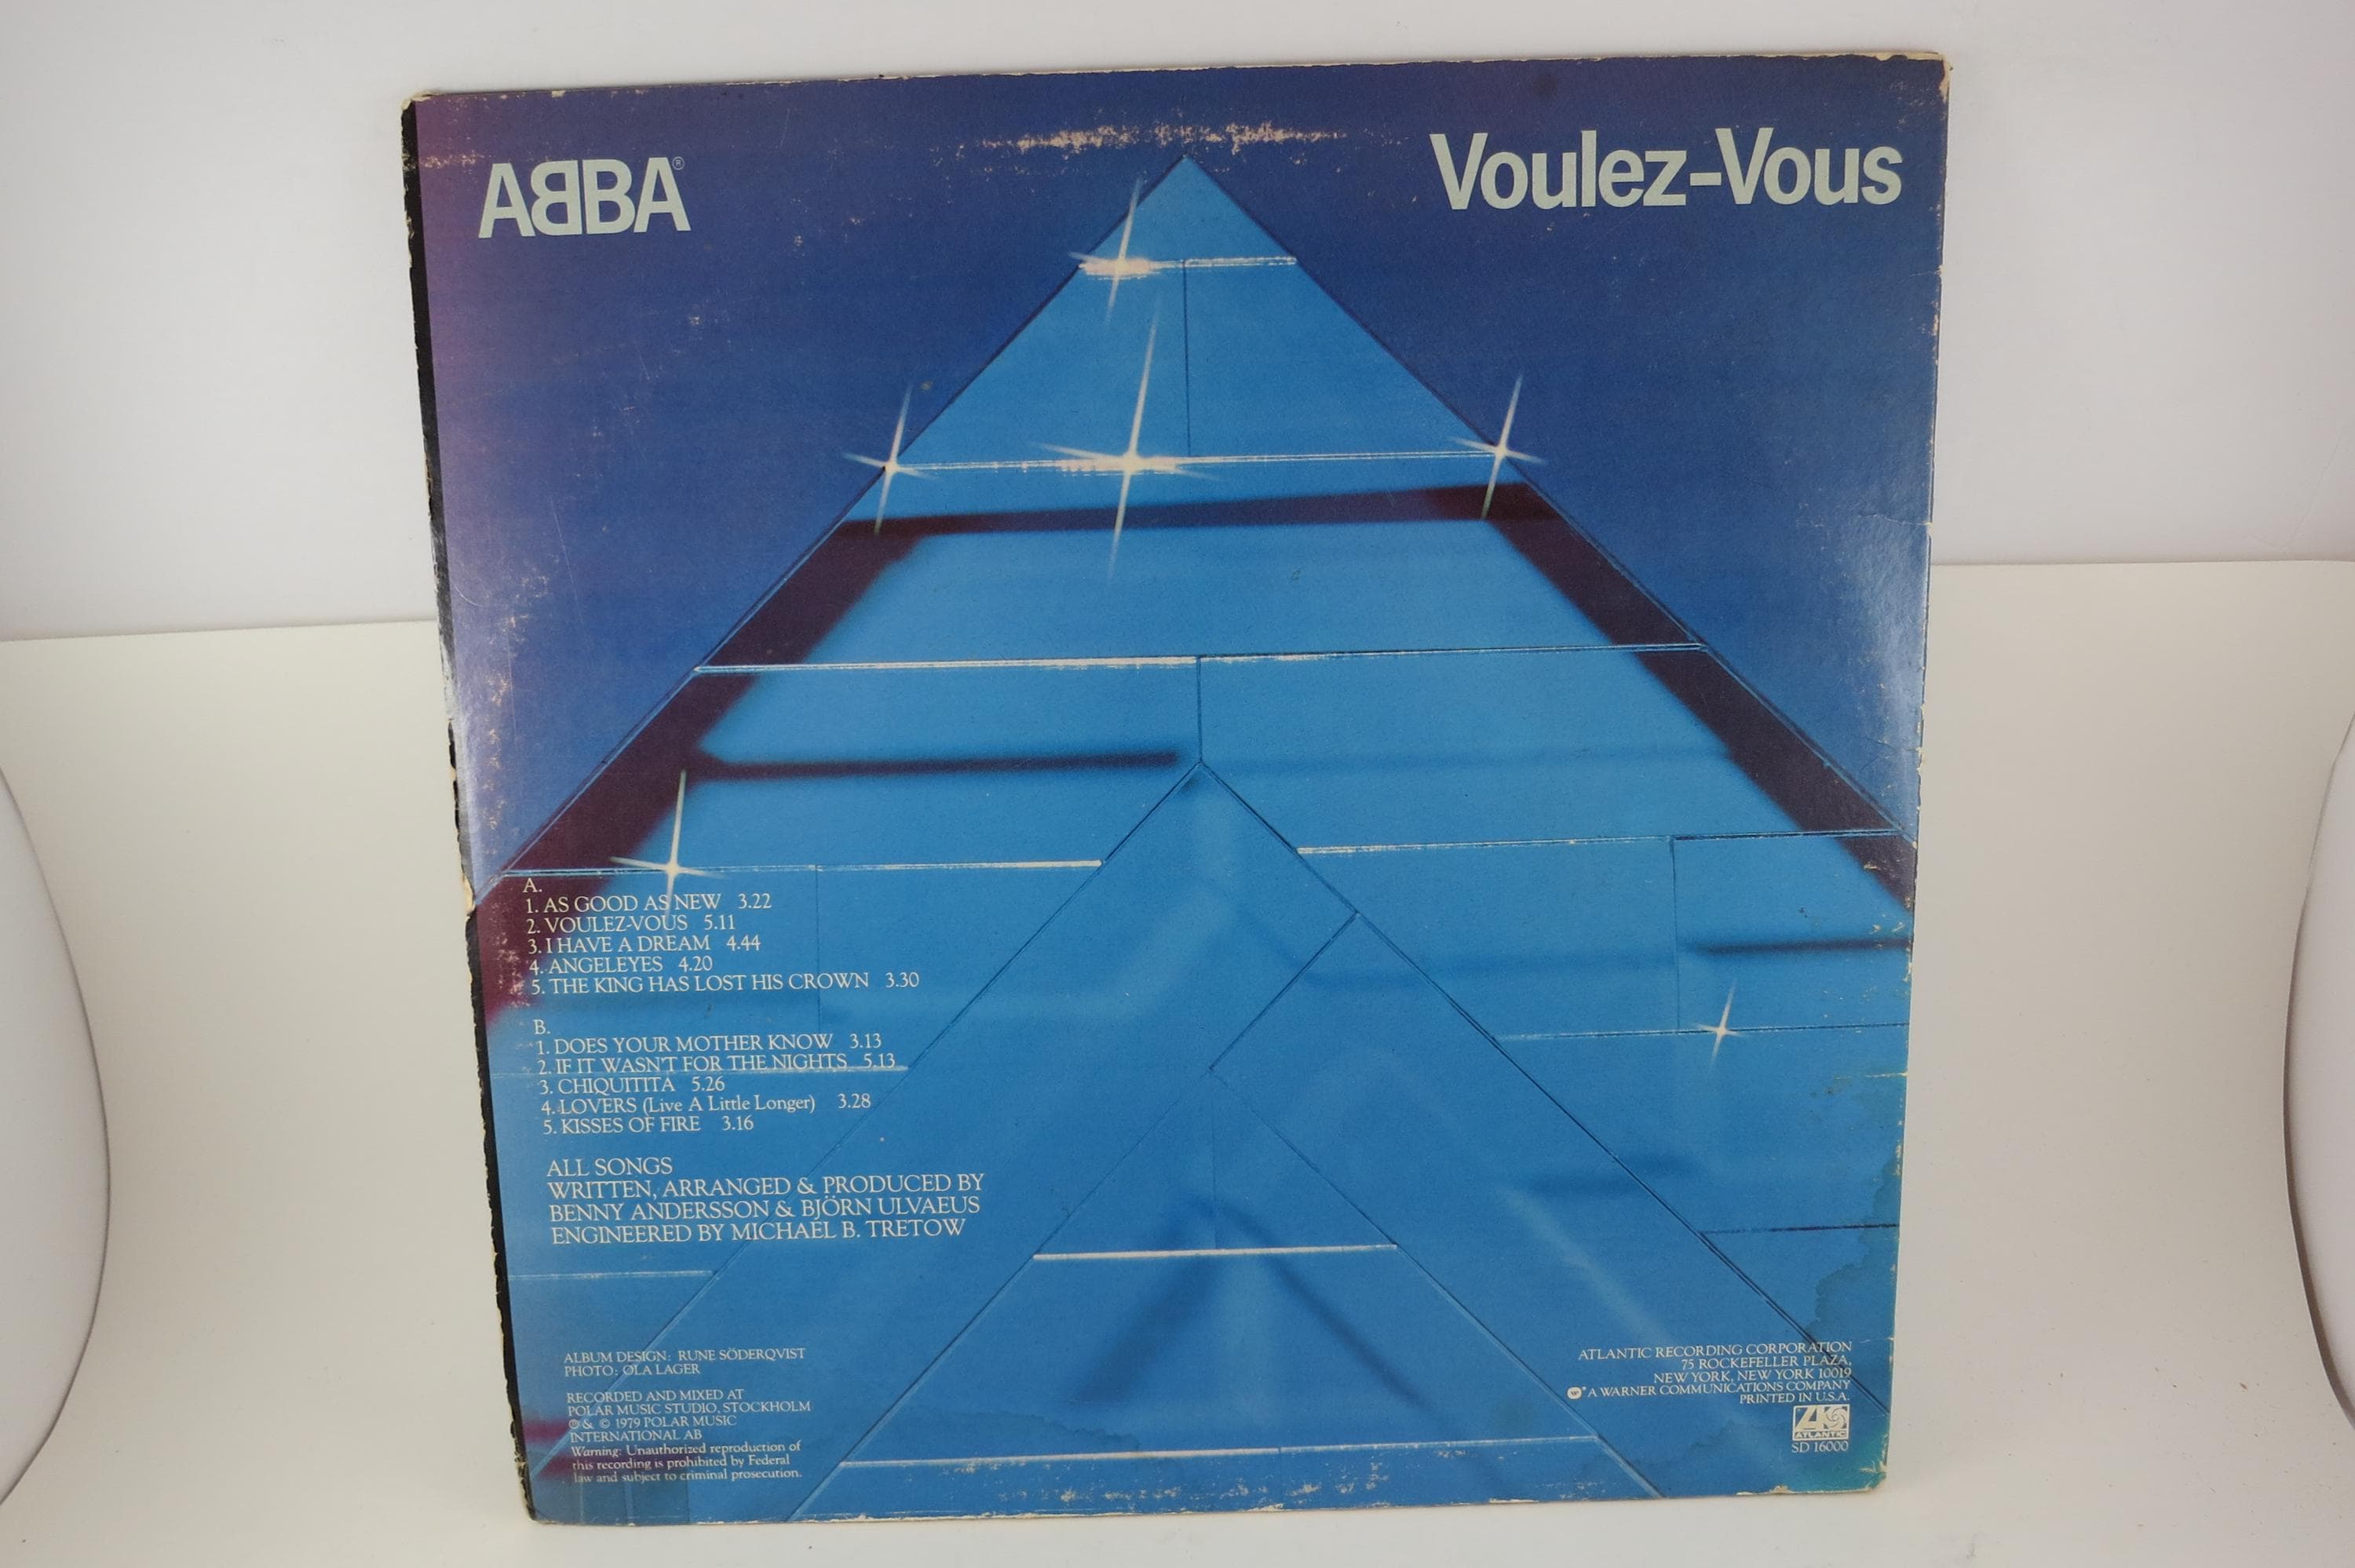 ABBA®
Voulez-Vous
A.
1. AS GOOD AS NEW 3.22
2. VOULEZ-VOUS 5.11
3. I HAVE A DREAM 4.44
4. ANGELEYES 4.20
5. THE KING HAS LOST HIS CROWN 3.30
B.
1. DOES YOUR MOTHER KNOW 3.13
2. IF IT WASN'T FOR THE NIGHTS 5.13
3. CHIQUITITA 5.26
4. LOVERS (Live A Little Longer) 3.28
5. KISSES OF FIRE 3.16
ALL SONGS
WRITTEN, ARRANGED & PRODUCED BY
BENNY ANDERSSON & BJÖRN ULVAEUS
ENGINEERED BY MICHAEL B. TRETOW
ALBUM DESIGN: RUNE SÖDERQVIST
PHOTO: OLA LAGER
RECORDED AND MIXED AT
POLAR MUSIC STUDIO, STOCKHOLM
℗ & © 1979 POLAR MUSIC
INTERNATIONAL AB
Warning: Unauthorized reproduction of
this recording is prohibited by Federal
law and subject to criminal prosecution.
ATLANTIC RECORDING CORPORATION
75 ROCKEFELLER PLAZA,
NEW YORK, NEW YORK 10019
A WARNER COMMUNICATIONS COMPANY
PRINTED IN U.S.A.
ATLANTIC
SD 16000